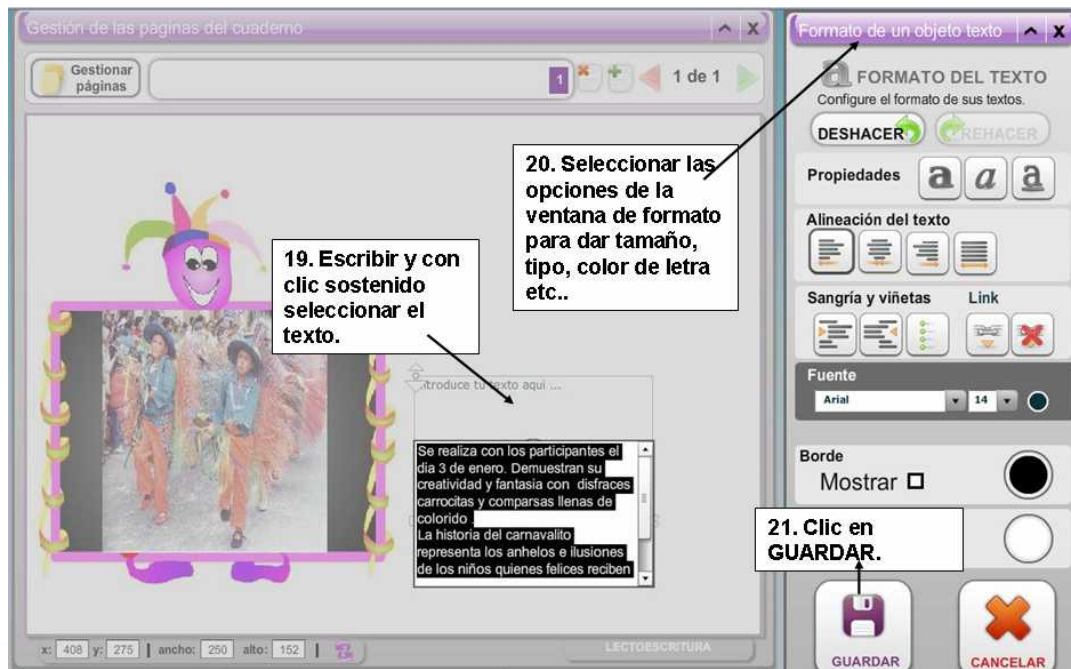 Gestión de las páginas del cuaderno
Gestionar
páginas
1
1 de 1
19. Escribir y con
clic sostenido
seleccionar el
texto.
20. Seleccionar las
opciones de la
ventana de formato
para dar tamaño,
tipo, color de letra
etc..
ntroduce tu texto aqui ...
Se realiza con los participantes el
dia 3 de enero. Demuestran su
creatividad y fantasia con disfraces
carrocitas y comparsas llenas de
colorido .
La historia del carnavalito
representa los anhelos e ilusiones
de los niños quienes felices reciben
x: 408 y: 275 | ancho: 250 alto: 152 |
LECTOESCRITURA
Formato de un objeto texto
a FORMATO DEL TEXTO
Configure el formato de sus textos.
DESHACER
REHACER
Propiedades a a a
Alineación del texto
Sangría y viñetas Link
Fuente
Arial 14
Borde
Mostrar
21. Clic en
GUARDAR.
GUARDAR
CANCELAR